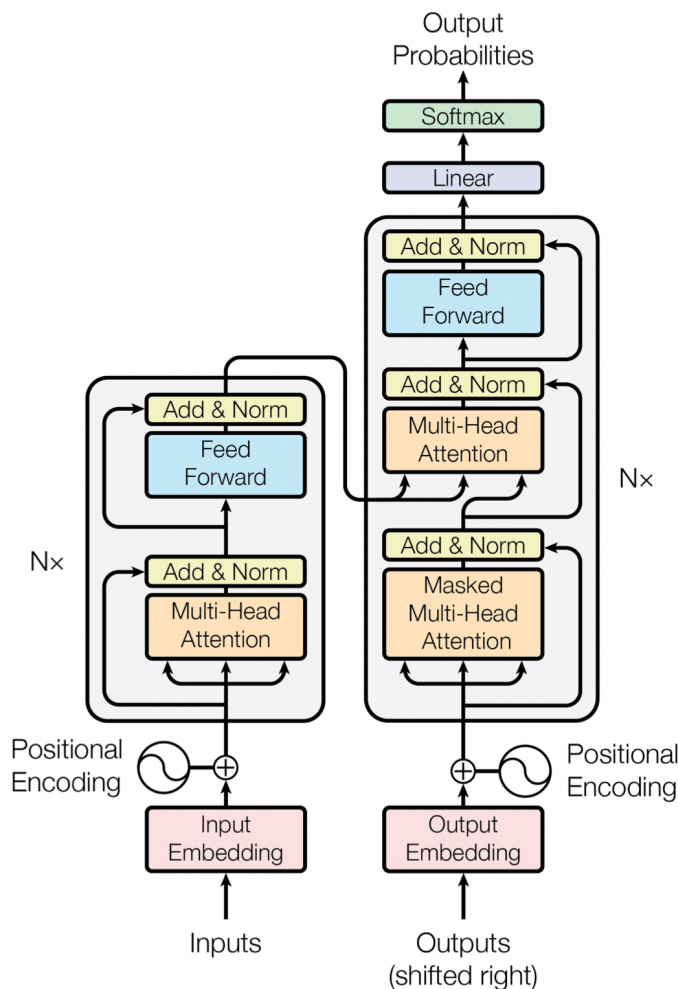 Output
Probabilities
Softmax
Linear
Add & Norm
Feed
Forward
Add & Norm
Multi-Head
Attention
Add & Norm
Masked
Multi-Head
Attention
Nx
Add & Norm
Feed
Forward
Add & Norm
Multi-Head
Attention
Nx
Positional
Encoding
Positional
Encoding
Input
Embedding
Output
Embedding
Inputs
Outputs
(shifted right)